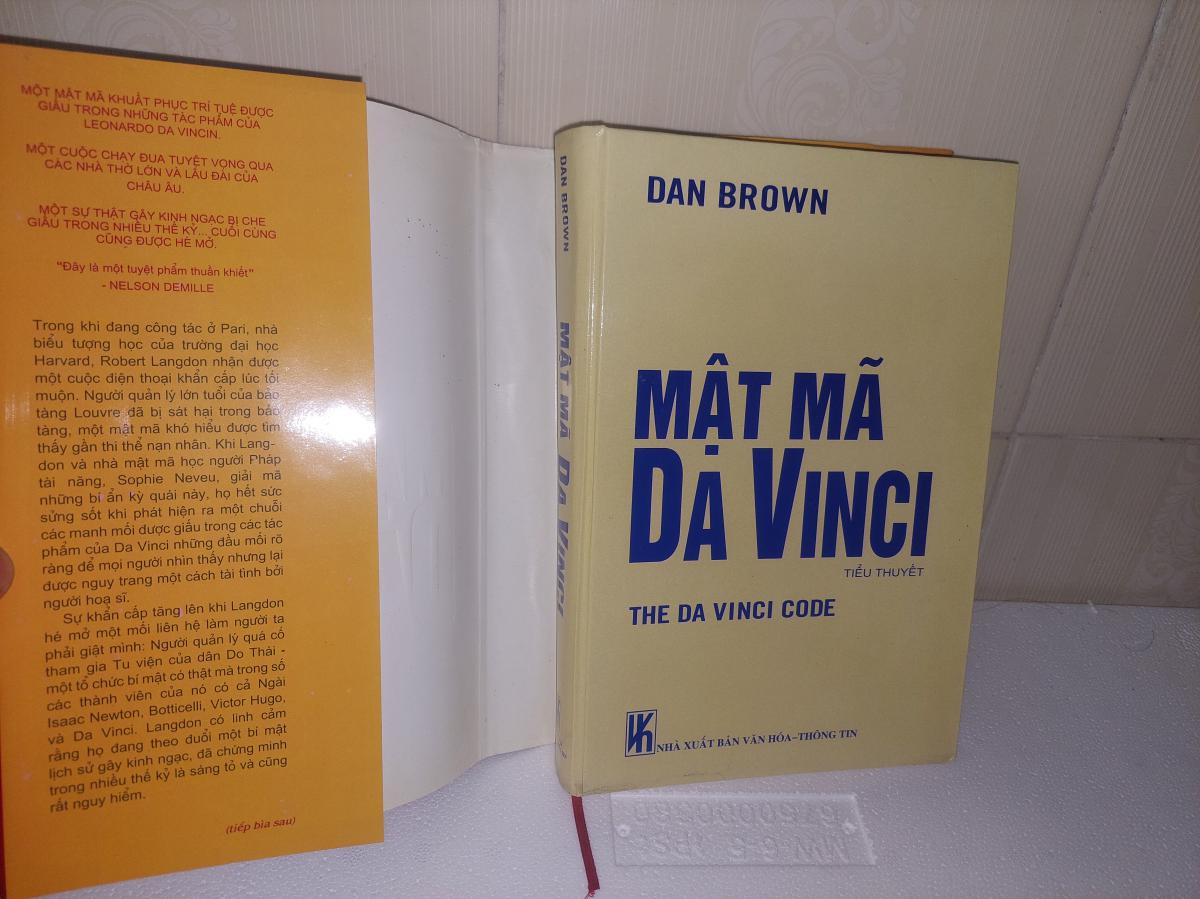 MỘT MẬT MÃ KHUẤT PHỤC TRÍ TUỆ ĐƯỢC
GIẤU TRONG NHỮNG TÁC PHẨM CỦA
LEONARDO DA VINCIN.
MỘT CUỘC CHẠY ĐUA TUYỆT VỌNG QUA
CÁC NHÀ THỜ LỚN VÀ LÂU ĐÀI CỦA
CHÂU ÂU.
MỘT SỰ THẬT GÂY KINH NGẠC BỊ CHE
GIẤU TRONG NHIỀU THẾ KỶ... CUỐI CÙNG
CŨNG ĐƯỢC HÉ MỞ.
"Đây là một tuyệt phẩm thuần khiết"
- NELSON DEMILLE
Trong khi đang công tác ở Pari, nhà
biểu tượng học của trường đại học
Harvard, Robert Langdon nhận được
một cuộc điện thoại khẩn cấp lúc tối
muộn. Người quản lý lớn tuổi của bảo
tàng Louvre đã bị sát hại trong bảo
tàng, một mật mã khó hiểu được tìm
thấy gần thi thể nạn nhân. Khi Lang-
don và nhà mật mã học người Pháp
tài năng, Sophie Neveu, giải mã
những bí ẩn kỳ quái này, họ hết sức
sửng sốt khi phát hiện ra một chuỗi
các manh mối được giấu trong các tác
phẩm của Da Vinci những đầu mối rõ
ràng để mọi người nhìn thấy nhưng lại
được nguỵ trang một cách tài tình bởi
người hoạ sĩ.
Sự khẩn cấp tăng lên khi Langdon
hé mở một mối liên hệ làm người ta
phải giật mình: Người quản lý quá cố
tham gia Tu viện của dân Do Thái -
một tổ chức bí mật có thật mà trong số
các thành viên của nó có cả Ngài
Isaac Newton, Botticelli, Victor Hugo,
và Da Vinci. Langdon có linh cảm
rằng họ đang theo đuổi một bí mật
lịch sử gây kinh ngạc, đã chứng minh
trong nhiều thế kỷ là sáng tỏ và cũng
rất nguy hiểm.
(tiếp bìa sau)
DAN BROWN
MẬT MÃ DA VINCI
DAN BROWN
MẬT MÃ
DA VINCI
TIỂU THUYẾT
THE DA VINCI CODE
NHÀ XUẤT BẢN VĂN HÓA-THÔNG TIN